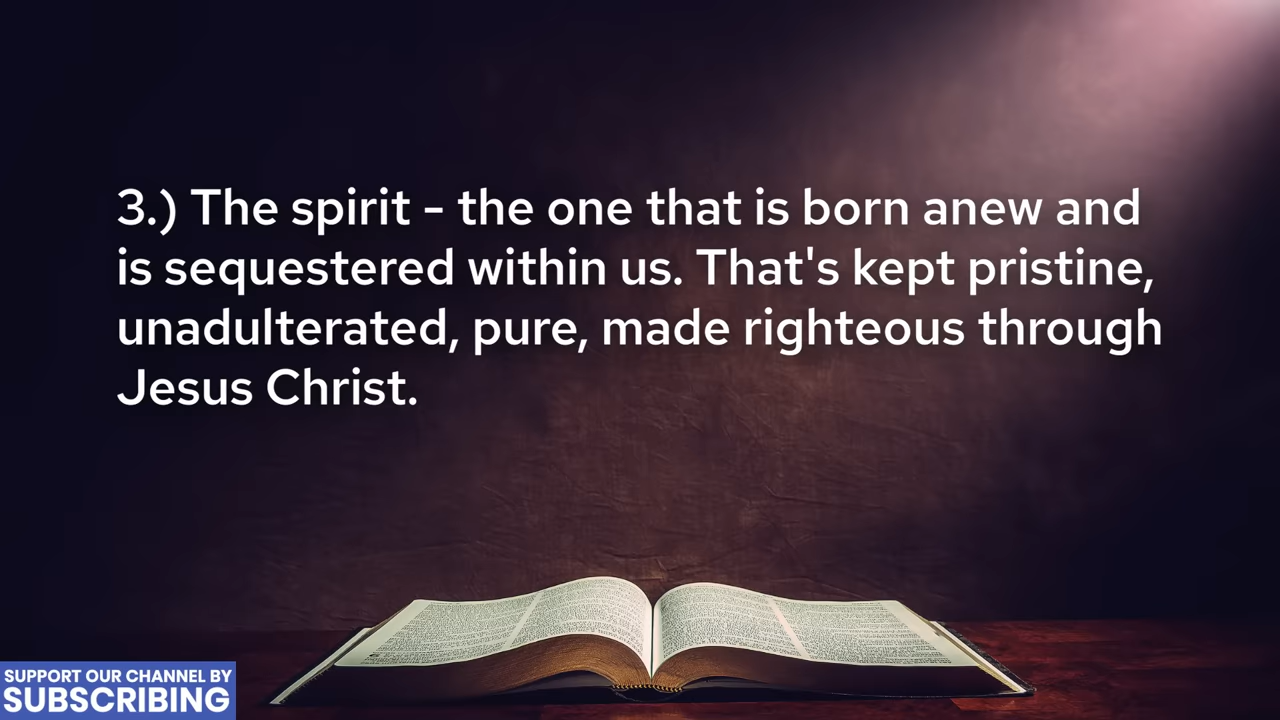 3.) The spirit - the one that is born anew and
is sequestered within us. That's kept pristine,
unadulterated, pure, made righteous through
Jesus Christ.
SUPPORT OUR CHANNEL BY
SUBSCRIBING